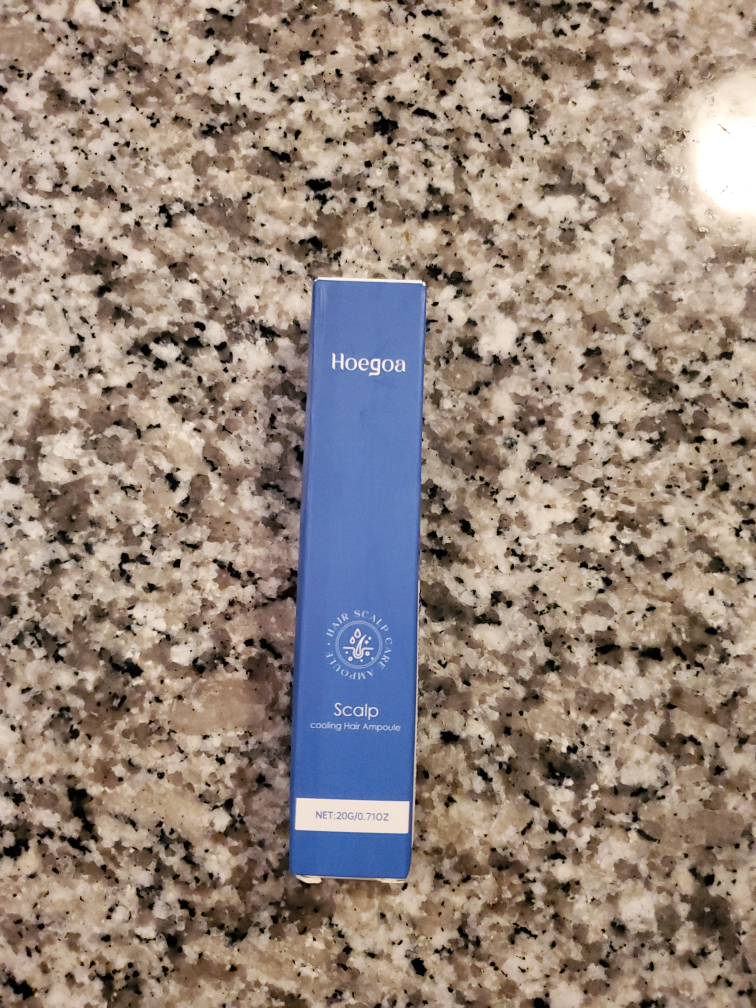 Hoegoa
· HAIR SCALP CARE AMPOULE
Scalp
cooling Hair Ampoule
NET:20G/0.71OZ